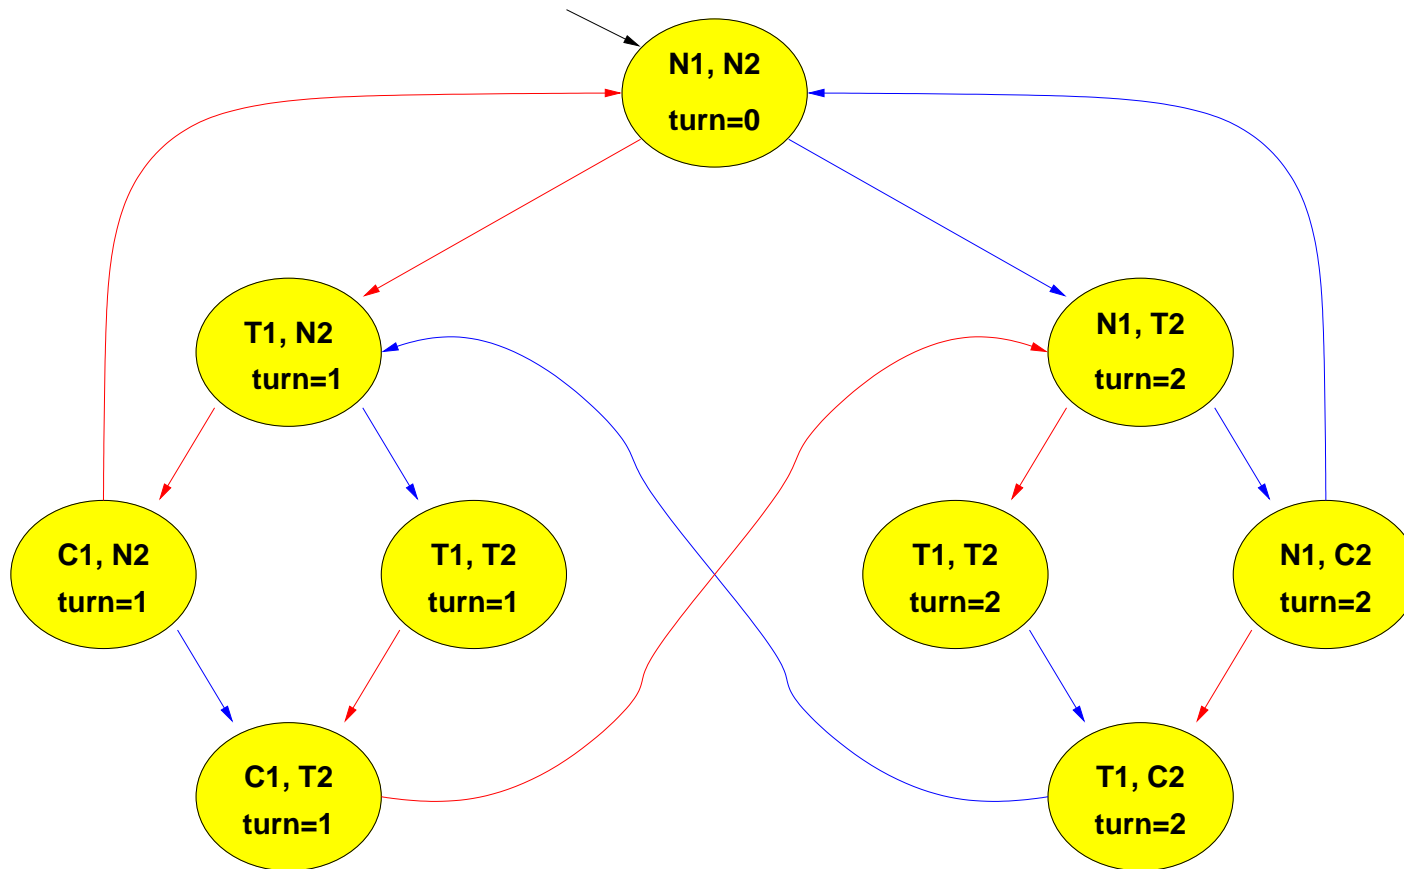 N1, N2
turn=0
T1, N2
turn=1
N1, T2
turn=2
C1, N2
turn=1
T1, T2
turn=1
T1, T2
turn=2
N1, C2
turn=2
C1, T2
turn=1
T1, C2
turn=2